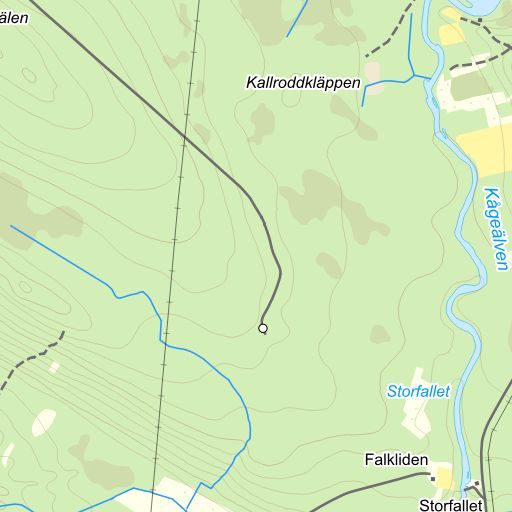 älen
Kallroddkläppen
Kågeälven
Storfallet
Falkliden
Storfallet